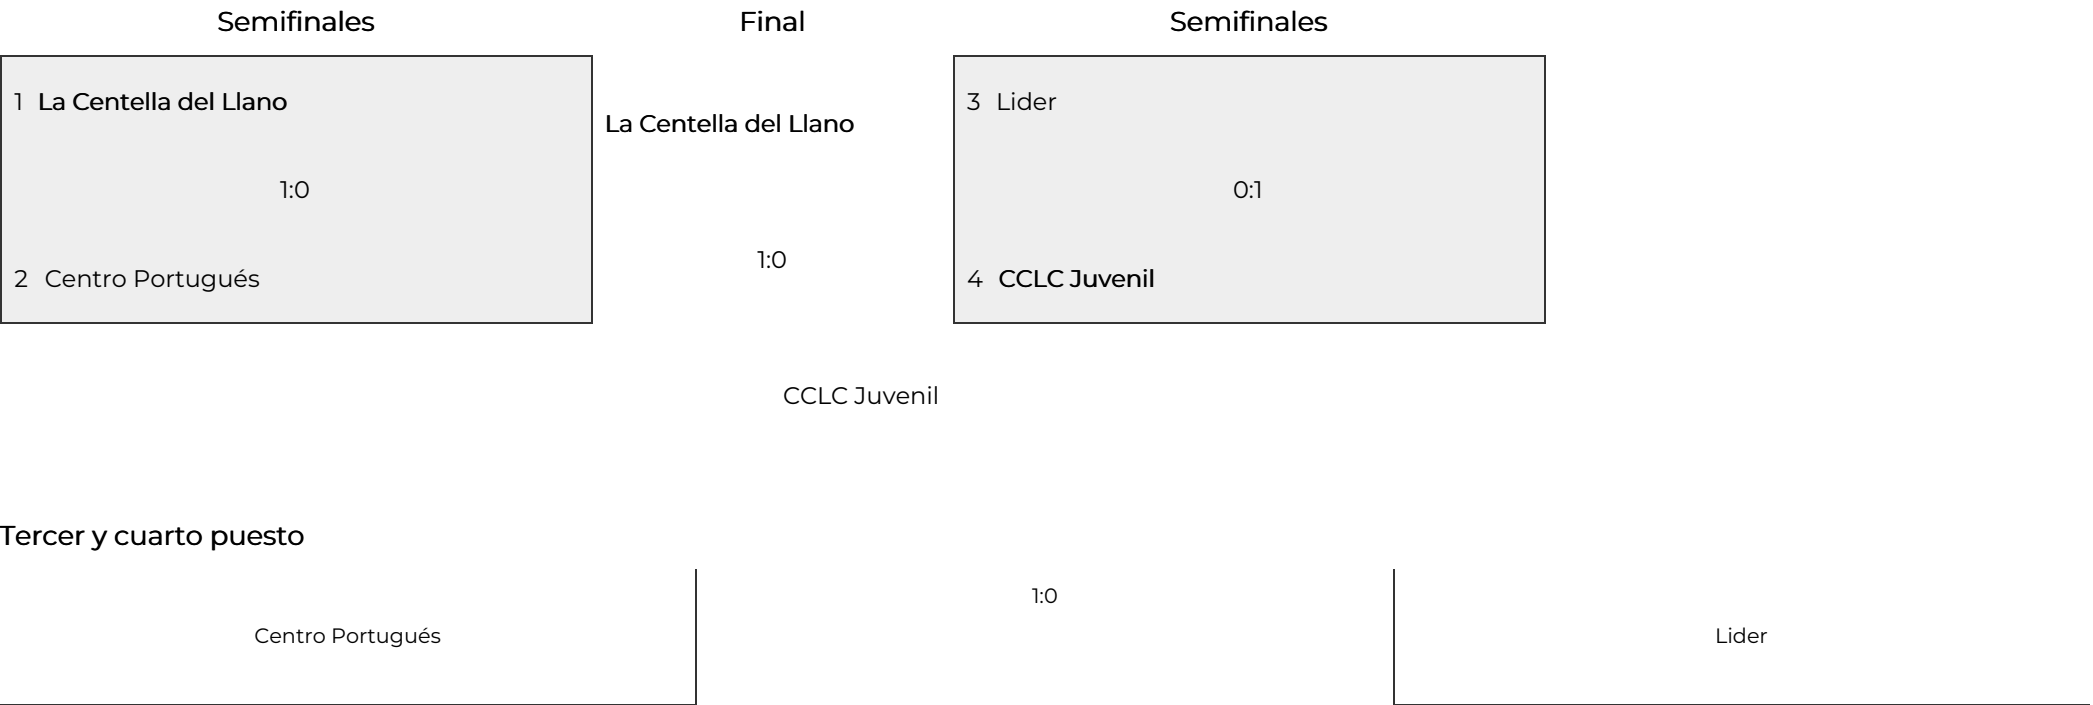 Semifinales
Final
Semifinales
1 La Centella del Llano
1:0
2 Centro Portugués
La Centella del Llano
1:0
CCLC Juvenil
3 Lider
0:1
4 CCLC Juvenil
Tercer y cuarto puesto
Centro Portugués
1:0
Lider